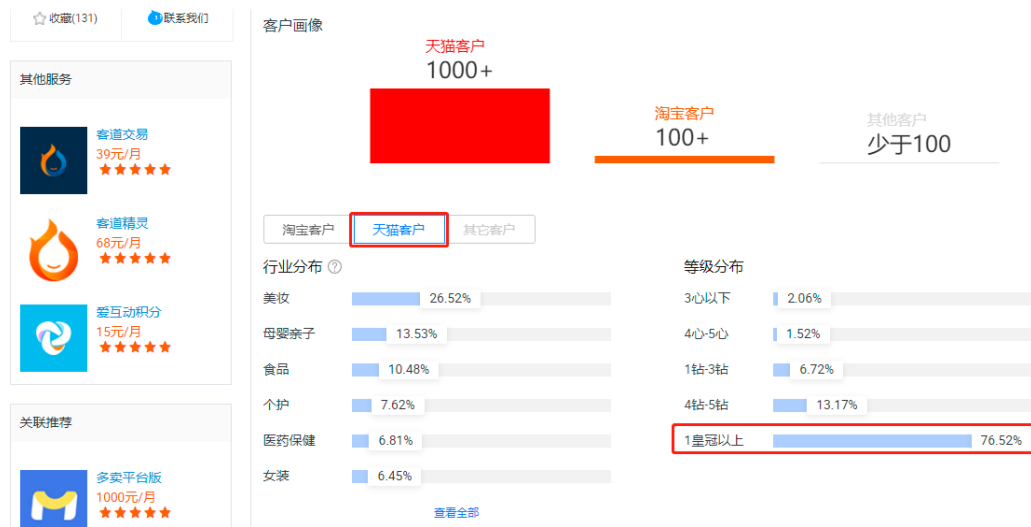 收藏(131)
联系我们
其他服务
客道交易
39元/月
客道精灵
68元/月
爱互动积分
15元/月
关联推荐
多卖平台版
1000元/月
客户画像
天猫客户
1000+
淘宝客户
100+
其他客户
少于100
淘宝客户 天猫客户 其它客户
行业分布 ?
美妆 26.52%
母婴亲子 13.53%
食品 10.48%
个护 7.62%
医药保健 6.81%
女装 6.45%
查看全部
等级分布
3心以下 2.06%
4心-5心 1.52%
1钻-3钻 6.72%
4钻-5钻 13.17%
1皇冠以上 76.52%